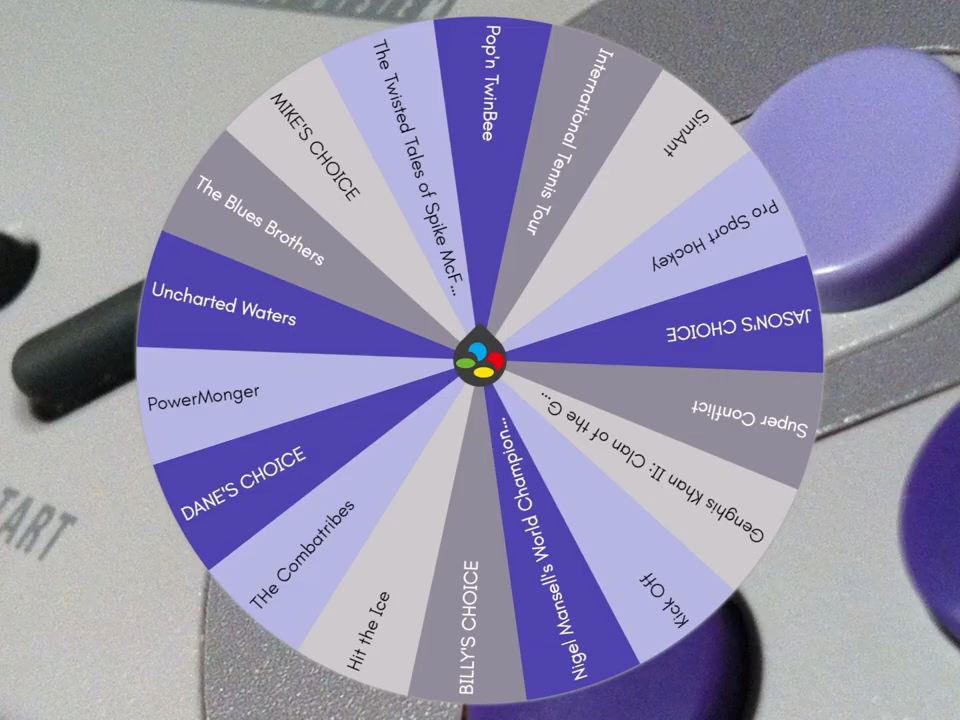 Pop'n TwinBee
International Tennis Tour
SimAnt
Pro Sport Hockey
JASON'S CHOICE
Super Conflict
Genghis Khan II: Clan of the G...
Kick Off
Nigel Mansell's World Champion...
BILLY'S CHOICE
Hit the Ice
THe Combatribes
DANE'S CHOICE
PowerMonger
Uncharted Waters
The Blues Brothers
MIKE'S CHOICE
The Twisted Tales of Spike McF...
SYSTEM
TART